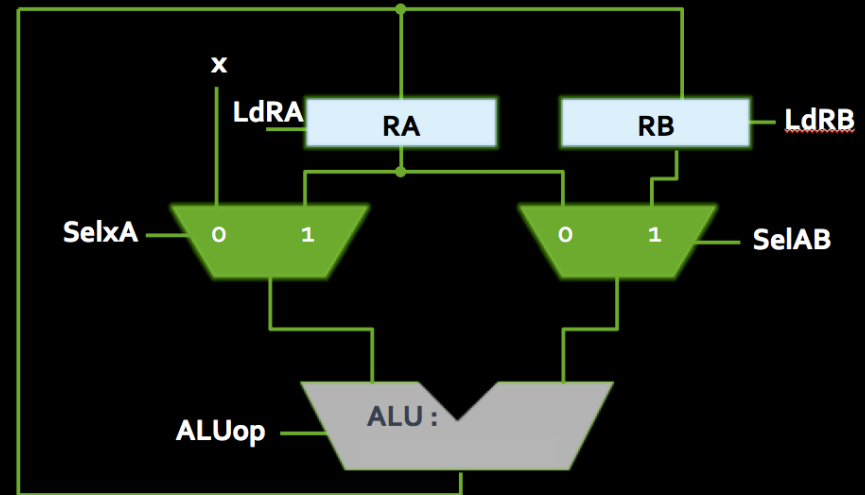 x
LdRA
RA
RB
LdRB
SelxA
0
1
0
1
SelAB
ALUop
ALU :